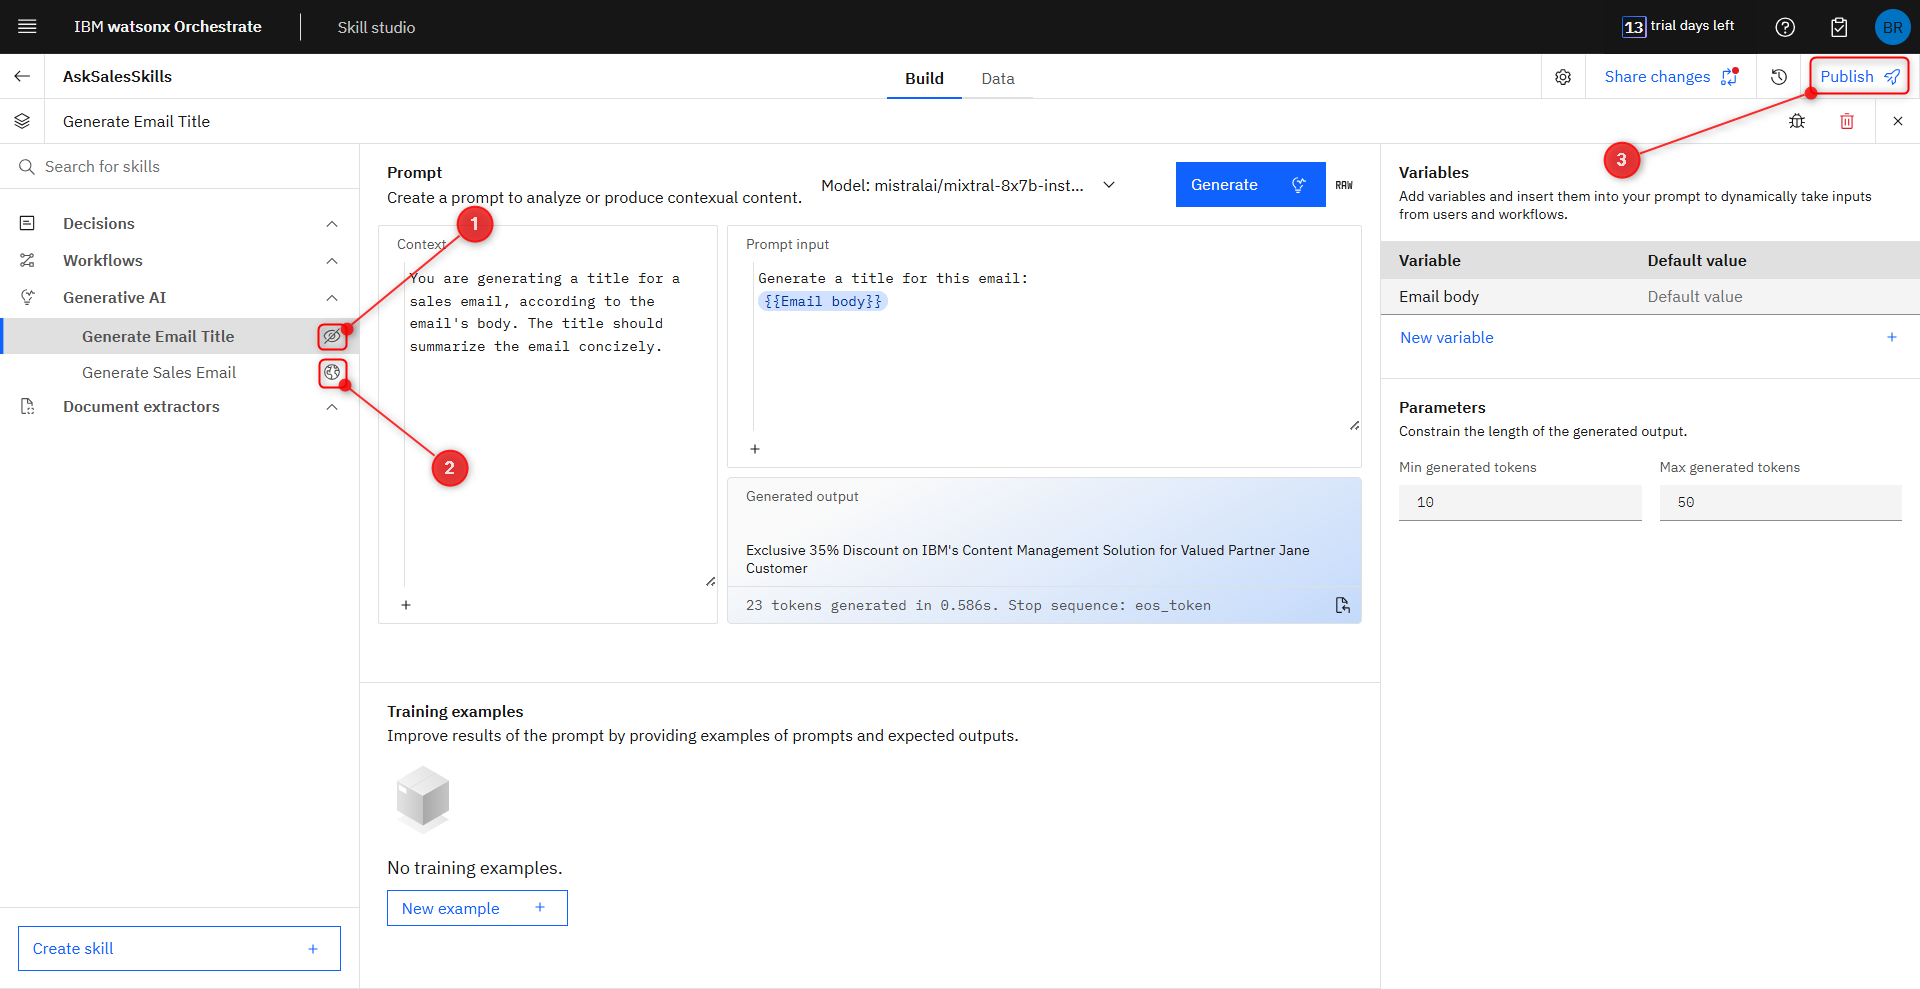 IBM watsonx Orchestrate
Skill studio
13 trial days left
BR
AskSalesSkills
Build
Data
Share changes
Publish
Generate Email Title
3
Search for skills
Decisions
Workflows
Generative AI
Generate Email Title
Generate Sales Email
Document extractors
Create skill +
1
2
Prompt
Create a prompt to analyze or produce contexual content.
Model: mistralai/mixtral-8x7b-inst...
Generate
RAW
Context
You are generating a title for a
sales email, according to the
email's body. The title should
summarize the email concizely.
+
Prompt input
Generate a title for this email:
{{Email body}}
+
Generated output
Exclusive 35% Discount on IBM's Content Management Solution for Valued Partner Jane
Customer
23 tokens generated in 0.586s. Stop sequence: eos_token
Training examples
Improve results of the prompt by providing examples of prompts and expected outputs.
No training examples.
New example +
Variables
Add variables and insert them into your prompt to dynamically take inputs
from users and workflows.
Variable Default value
Email body Default value
New variable +
Parameters
Constrain the length of the generated output.
Min generated tokens Max generated tokens
10 50